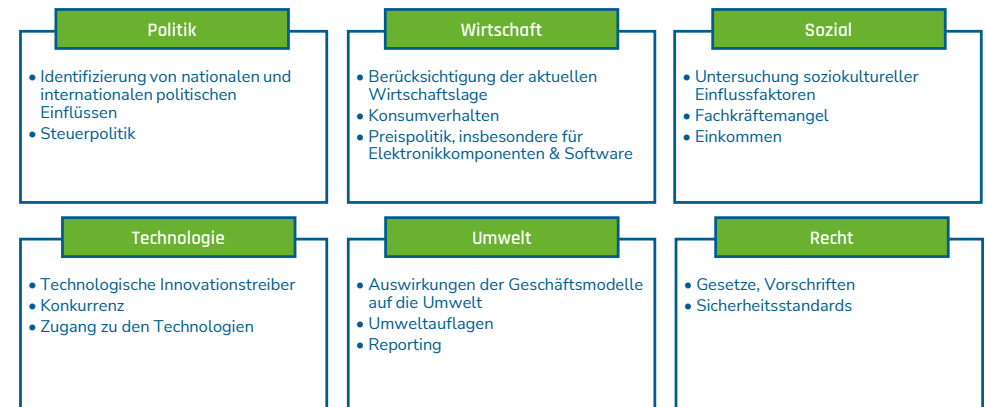 Politik
• Identifizierung von nationalen und
internationalen politischen
Einflüssen
• Steuerpolitik
Wirtschaft
• Berücksichtigung der aktuellen
Wirtschaftslage
• Konsumverhalten
• Preispolitik, insbesondere für
Elektronikkomponenten & Software
Sozial
• Untersuchung soziokultureller
Einflussfaktoren
• Fachkräftemangel
• Einkommen
Technologie
• Technologische Innovationstreiber
• Konkurrenz
• Zugang zu den Technologien
Umwelt
• Auswirkungen der Geschäftsmodelle
auf die Umwelt
• Umweltauflagen
• Reporting
Recht
• Gesetze, Vorschriften
• Sicherheitsstandards